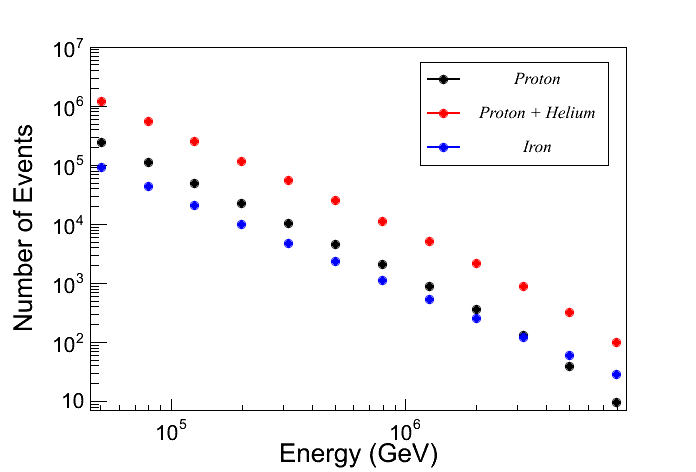 10^7
10^6
10^5
10^4
10^3
10^2
10
Number of Events
Proton
Proton + Helium
Iron
10^5
10^6
Energy (GeV)